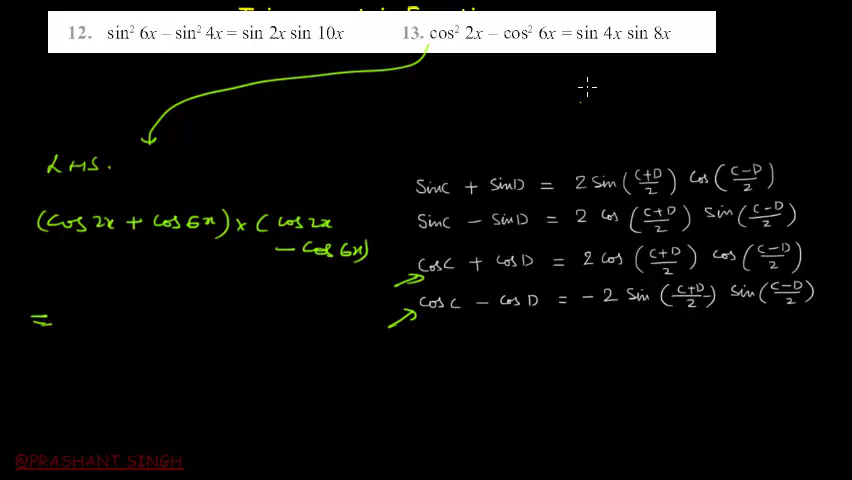 12. sin² 6x – sin² 4x = sin 2x sin 10x 13. cos² 2x – cos² 6x = sin 4x sin 8x
LHS.
(Cos 2x + Cos 6x) × ( Cos 2x
– Cos 6x)
=
SinC + SinD = 2 Sin (C+D/2) Cos (C–D/2)
SinC – SinD = 2 Cos (C+D/2) Sin (C–D/2)
CosC + CosD = 2 Cos (C+D/2) Cos (C–D/2)
Cos C – Cos D = – 2 Sin (C+D/2) Sin (C–D/2)
@PRASHANT SINGH